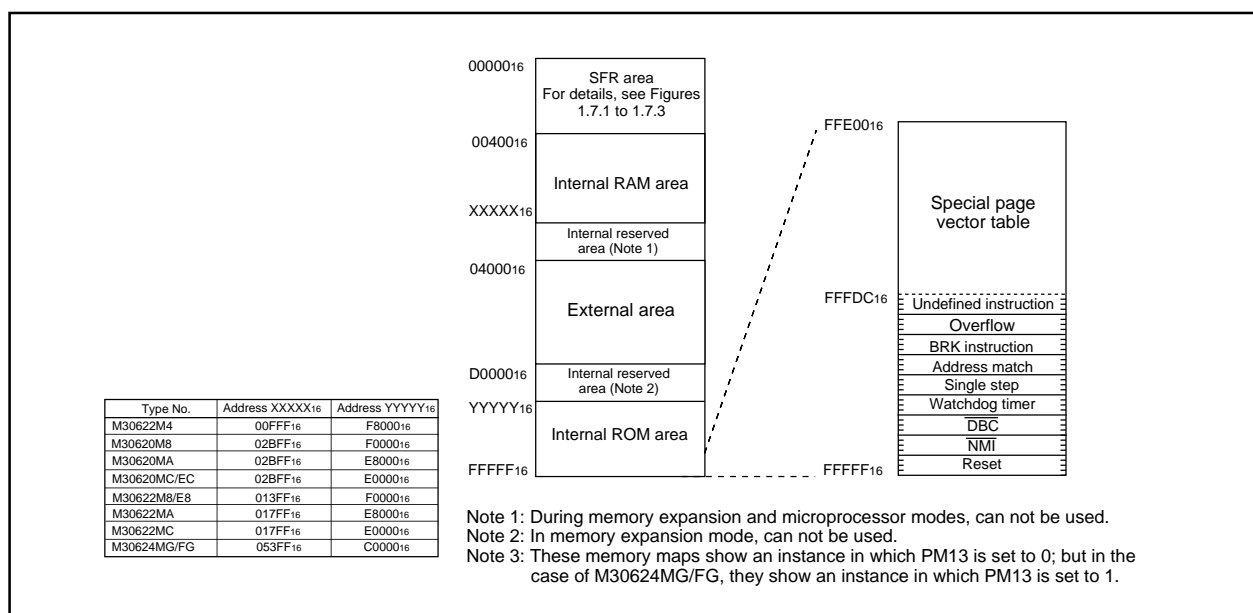 0000016
SFR area
For details, see Figures
1.7.1 to 1.7.3
0040016
Internal RAM area
XXXXX16
Internal reserved
area (Note 1)
0400016
External area
D000016
Internal reserved
area (Note 2)
YYYYY16
Internal ROM area
FFFFF16
FFE0016
Special page
vector table
FFFDC16
Undefined instruction
Overflow
BRK instruction
Address match
Single step
Watchdog timer
DBC
NMI
Reset
FFFFF16
Type No. Address XXXXX16 Address YYYYY16
M30622M4 00FFF16 F800016
M30620M8 02BFF16 F000016
M30620MA 02BFF16 E800016
M30620MC/EC 02BFF16 E000016
M30622M8/E8 013FF16 F000016
M30622MA 017FF16 E800016
M30622MC 017FF16 E000016
M30624MG/FG 053FF16 C000016
Note 1: During memory expansion and microprocessor modes, can not be used.
Note 2: In memory expansion mode, can not be used.
Note 3: These memory maps show an instance in which PM13 is set to 0; but in the
case of M30624MG/FG, they show an instance in which PM13 is set to 1.